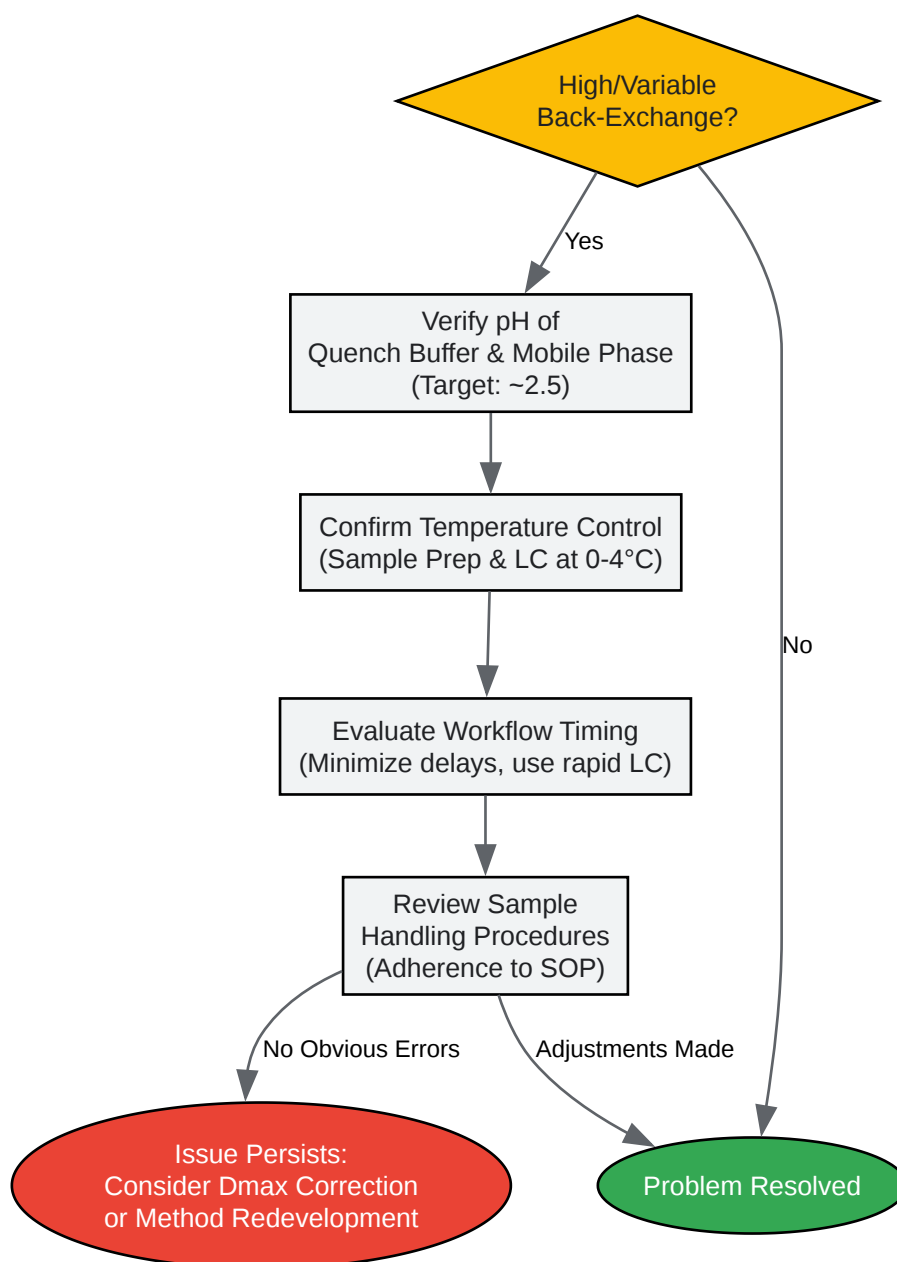 High/Variable
Back-Exchange?
Yes
Verify pH of
Quench Buffer & Mobile Phase
(Target: ~2.5)
Confirm Temperature Control
(Sample Prep & LC at 0-4°C)
No
Evaluate Workflow Timing
(Minimize delays, use rapid LC)
Review Sample
Handling Procedures
(Adherence to SOP)
No Obvious Errors
Adjustments Made
Issue Persists:
Consider Dmax Correction
or Method Redevelopment
Problem Resolved